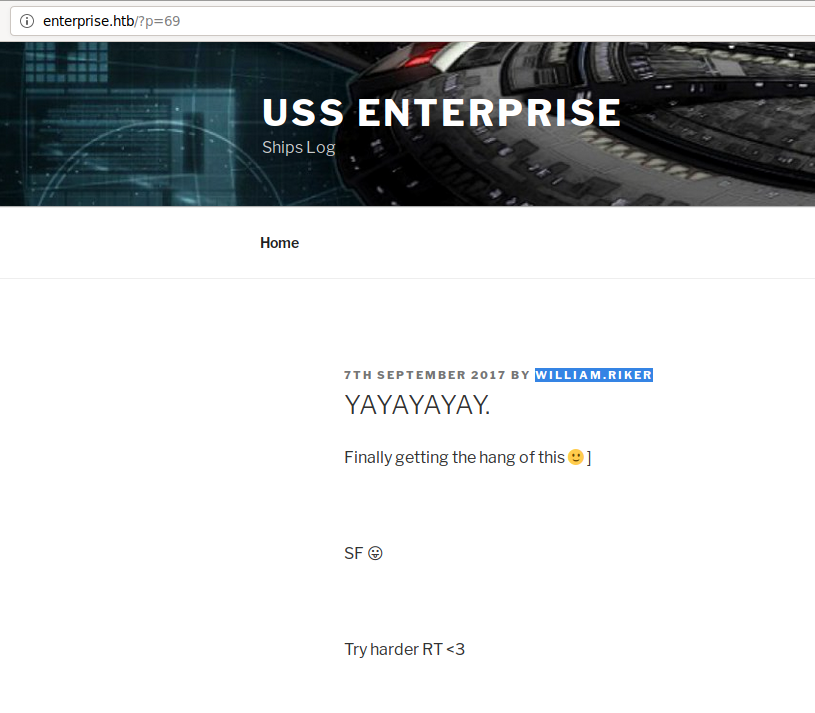 enterprise.htb/?p=69
USS ENTERPRISE
Ships Log
Home
7TH SEPTEMBER 2017 BY WILLIAM.RIKER
YAYAYAYAY.
Finally getting the hang of this 🙂 ]
SF 😛
Try harder RT <3